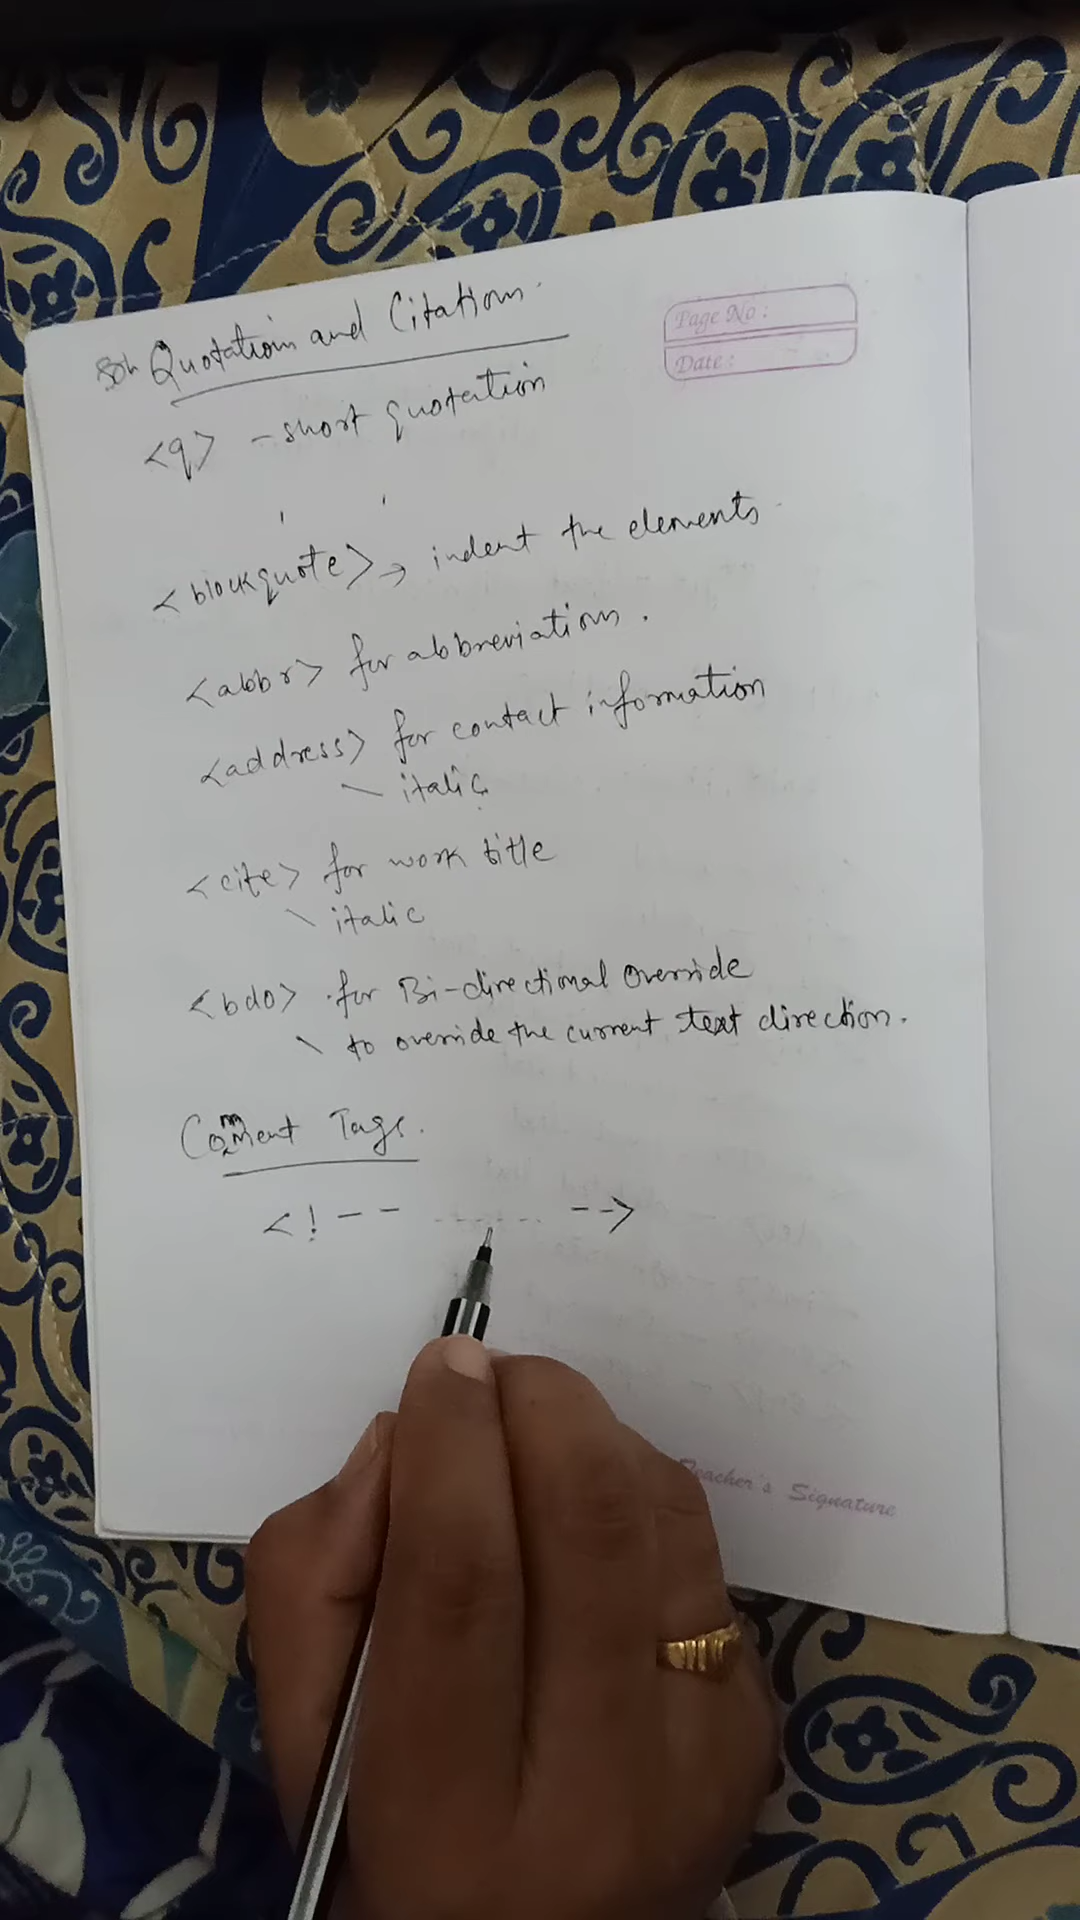 Quotation and Citation.
Page No :
Date :
<q> - short quotation
<blockquote> → indent the elements.
<abbr> for abbreviation.
<address> for contact information
\ italic
<cite> for work title
\ italic
<bdo> for Bi-directional Override
\ to override the current text direction.
Comment Tags.
<! -- ------ -->
Teacher's Signature